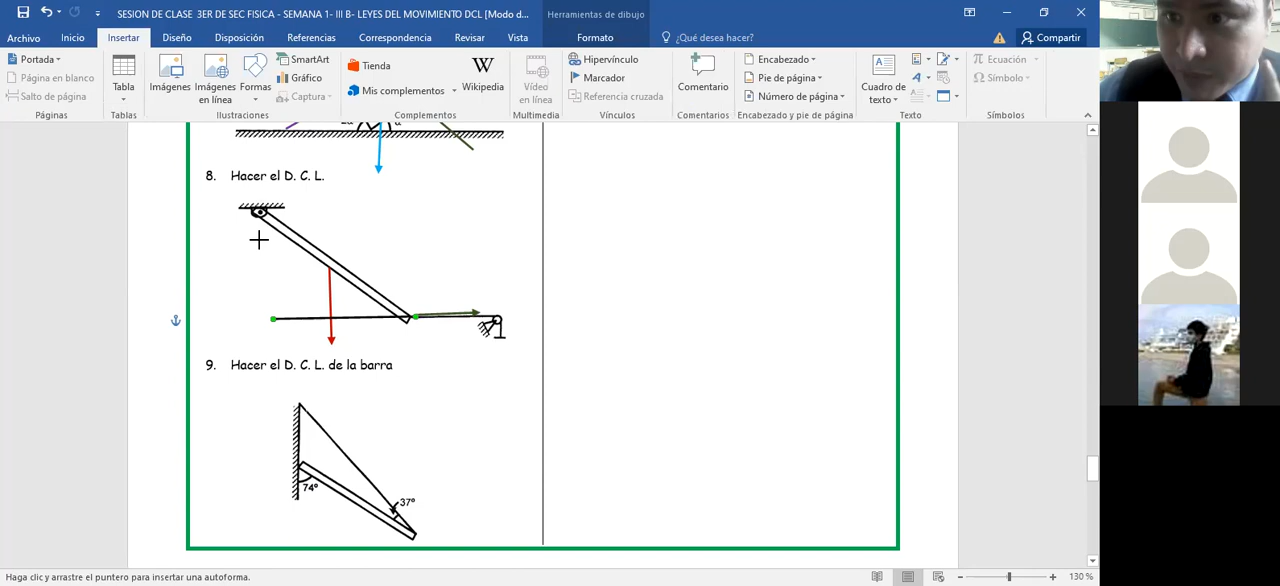 SESION DE CLASE 3ER DE SEC FISICA - SEMANA 1- III B- LEYES DEL MOVIMIENTO DCL [Modo d...
Herramientas de dibujo
Archivo
Inicio
Insertar
Diseño
Disposición
Referencias
Correspondencia
Revisar
Vista
Formato
¿Qué desea hacer?
Compartir
Portada
Página en blanco
Salto de página
Páginas
Tabla
Tablas
Imágenes
Imágenes en línea
Formas
SmartArt
Gráfico
Captura
Ilustraciones
Tienda
Mis complementos
Wikipedia
Complementos
Vídeo en línea
Multimedia
Hipervínculo
Marcador
Referencia cruzada
Vínculos
Comentario
Comentarios
Encabezado
Pie de página
Número de página
Encabezado y pie de página
Cuadro de texto
Texto
Ecuación
Símbolo
Símbolos
8. Hacer el D. C. L.
9. Hacer el D. C. L. de la barra
74º
37º
Haga clic y arrastre el puntero para insertar una autoforma.
130 %